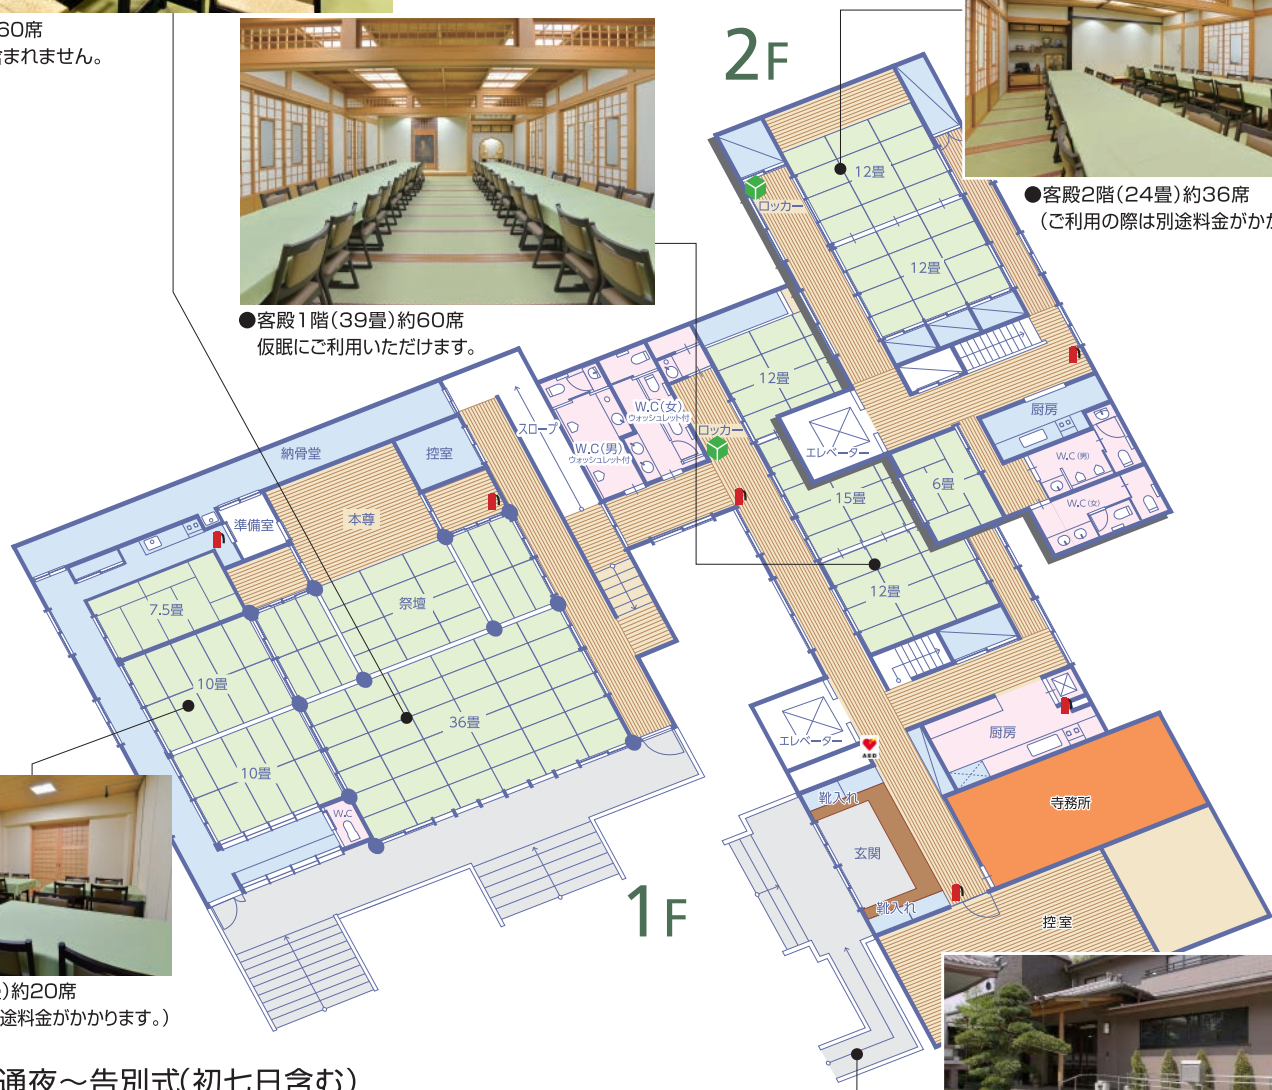 60席
含まれません。
2F
●客殿2階(24畳)約36席
(ご利用の際は別途料金がか
●客殿1階(39畳)約60席
仮眠にご利用いただけます。
12畳
ロッカー
12畳
12畳
エレベーター
厨房
W.C(男)
W.C(女)
6畳
15畳
12畳
スロープ
W.C(女)
ウォッシュレット付
W.C(男)
ウォッシュレット付
ロッカー
納骨堂
控室
準備室
本尊
祭壇
7.5畳
10畳
10畳
36畳
W.C
エレベーター
AED
厨房
靴入れ
寺務所
玄関
靴入れ
控室
1F
)約20席
途料金がかかります。)
通夜～告別式(初七日含む)